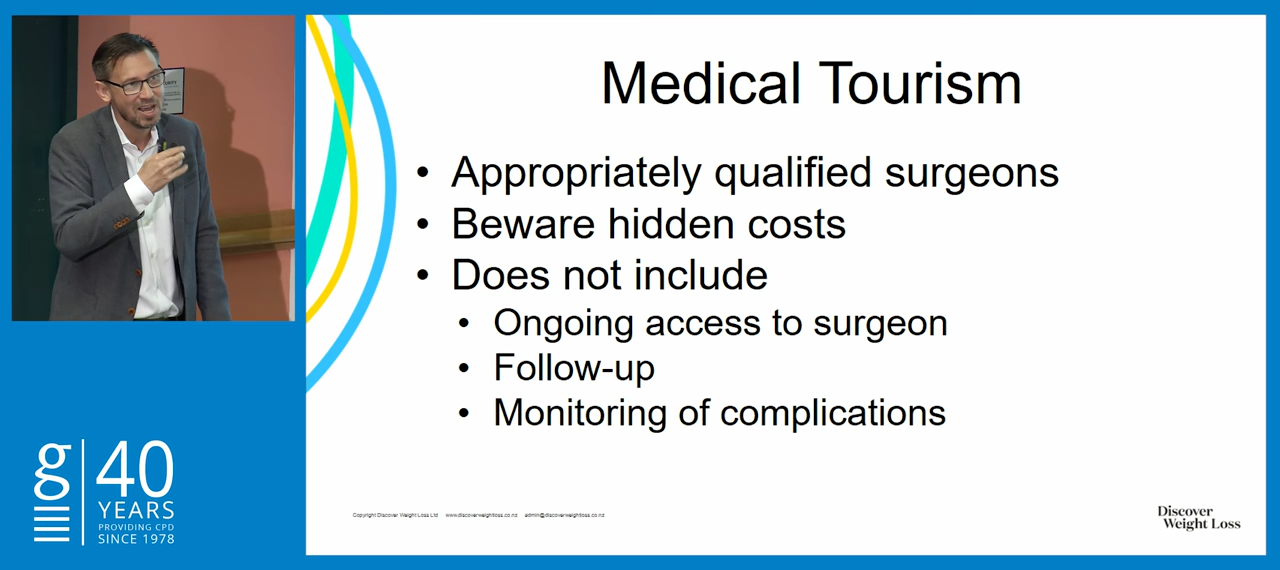 Medical Tourism
• Appropriately qualified surgeons
• Beware hidden costs
• Does not include
• Ongoing access to surgeon
• Follow-up
• Monitoring of complications
Copyright Discover Weight Loss Ltd www.discoverweightloss.co.nz admin@discoverweightloss.co.nz
Discover
Weight Loss
g 40
YEARS
PROVIDING CPD
SINCE 1978